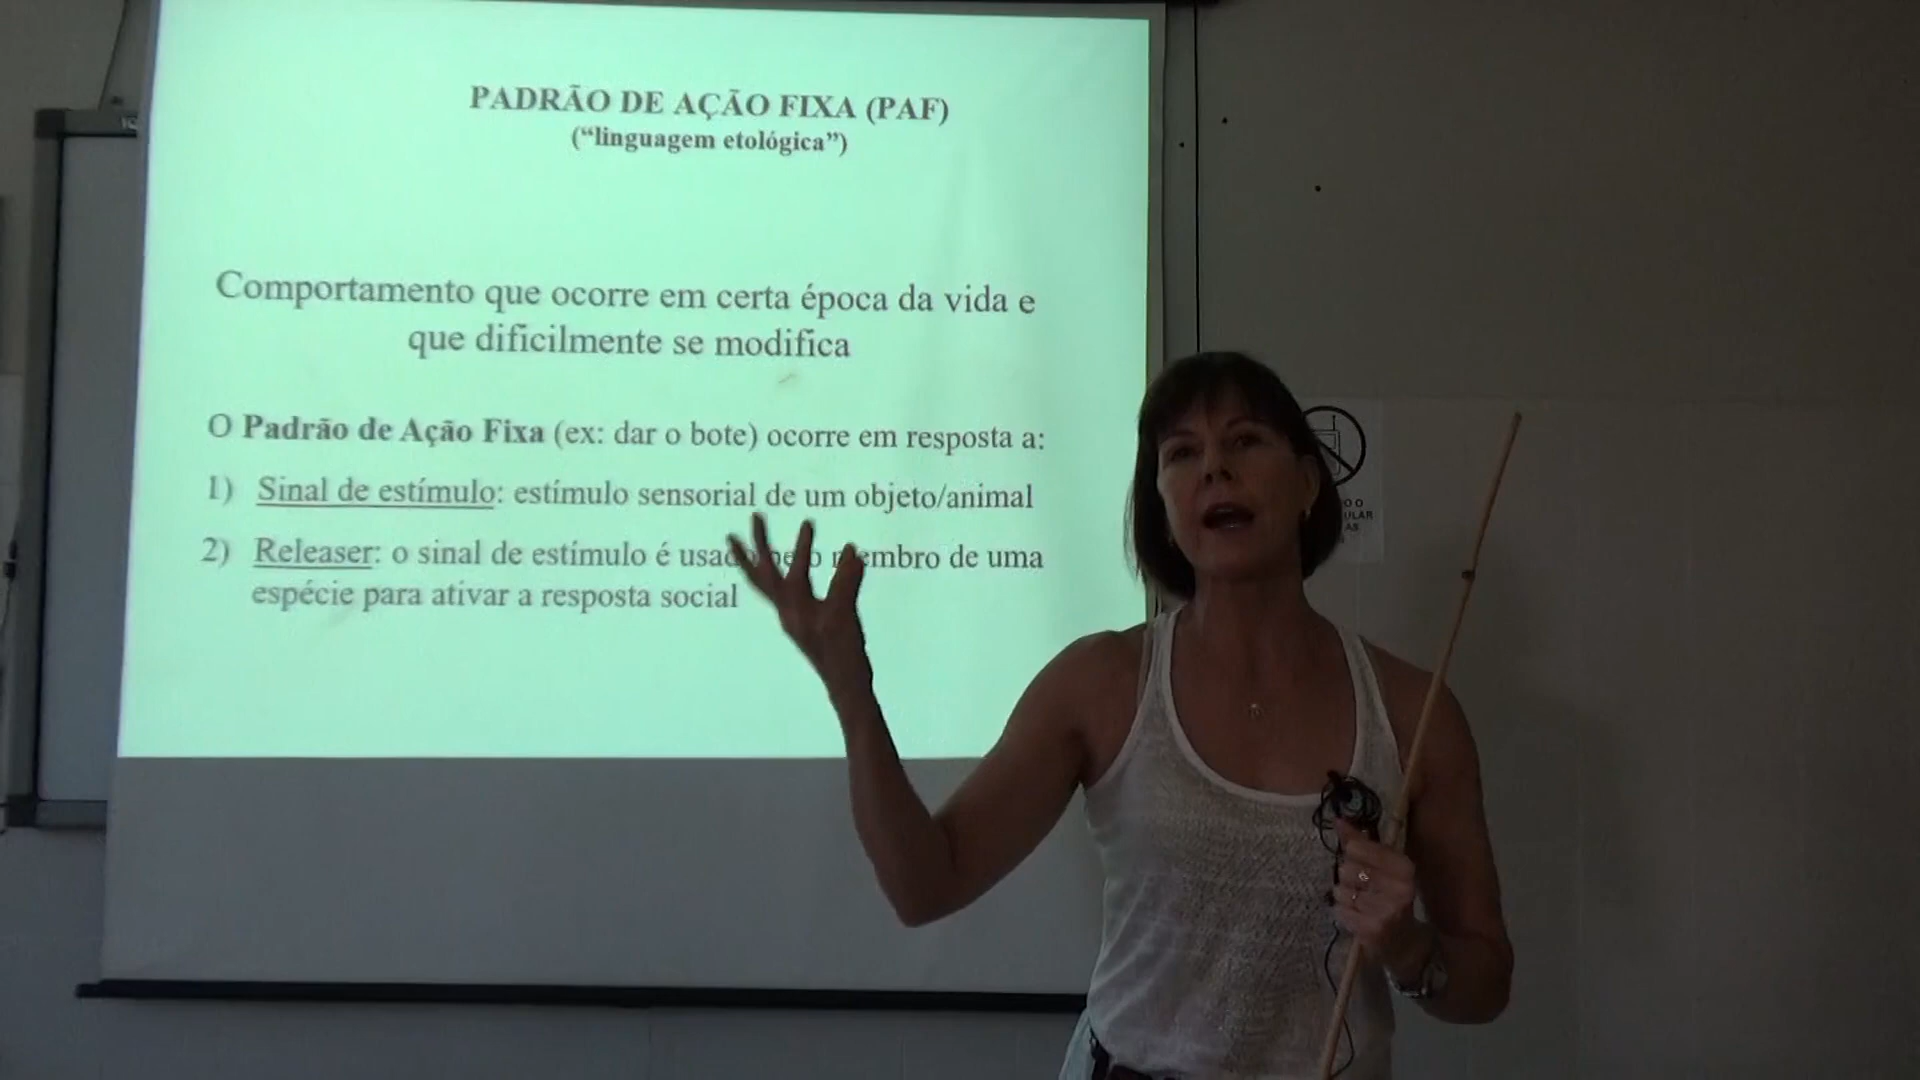 PADRÃO DE AÇÃO FIXA (PAF)
(“linguagem etológica”)
Comportamento que ocorre em certa época da vida e
que dificilmente se modifica
O Padrão de Ação Fixa (ex: dar o bote) ocorre em resposta a:
1) Sinal de estímulo: estímulo sensorial de um objeto/animal
2) Releaser: o sinal de estímulo é membro de uma
espécie para ativar a resposta social